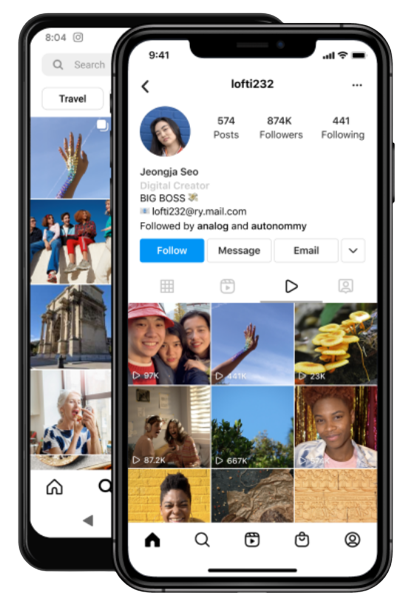 8:04
Search
Travel
9:41
lofti232
574
874K
441
Posts
Followers
Following
Jeongja Seo
Digital Creator
BIG BOSS
lofti232@ry.mail.com
Followed by analog and autonommy
Follow
Message
Email
97K
441K
23K
87.2K
667K